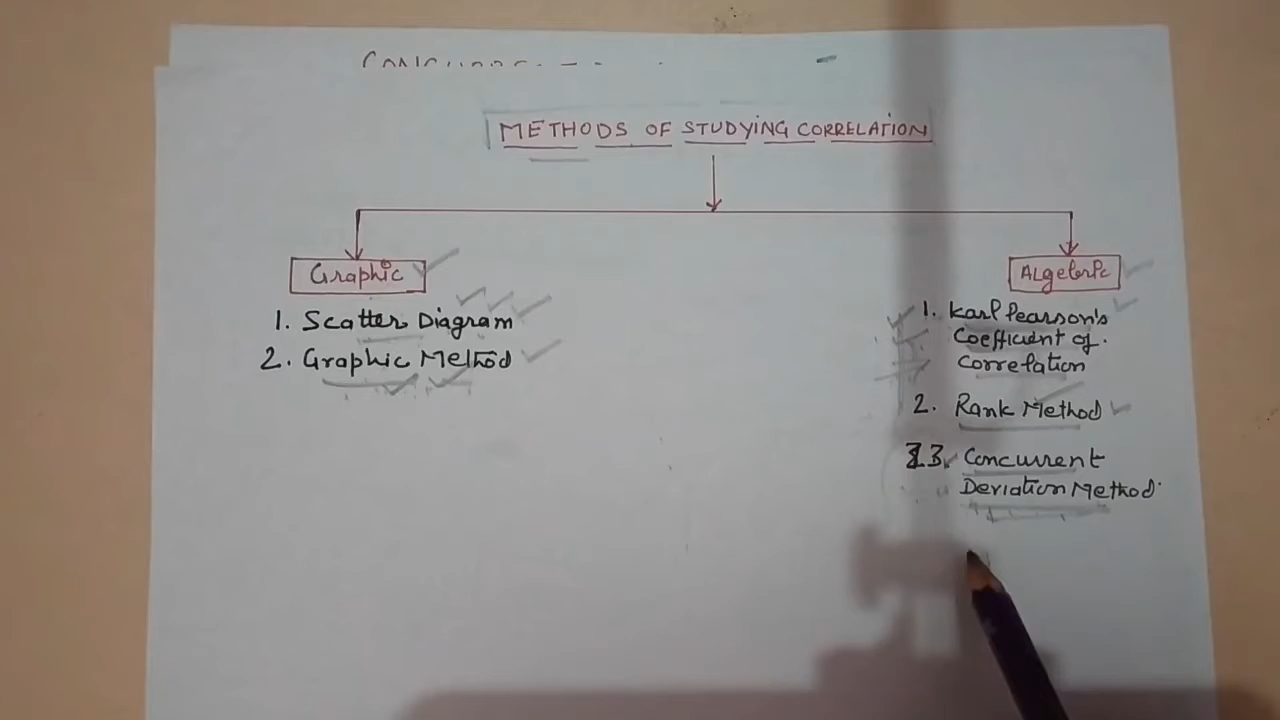 METHODS OF STUDYING CORRELATION
Graphic
1. Scatter Diagram
2. Graphic Method
ALgebric
1. Karl Pearson's
Coefficient of
Correlation
2. Rank Method
3. Concurrent
Deviation Method